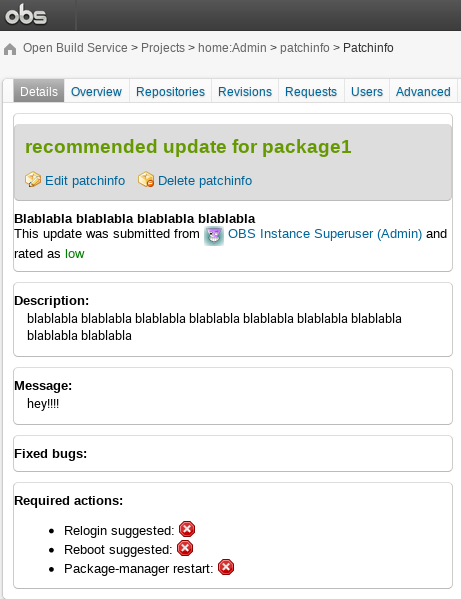 obs
Open Build Service > Projects > home:Admin > patchinfo > Patchinfo
Details Overview Repositories Revisions Requests Users Advanced
recommended update for package1
Edit patchinfo Delete patchinfo
Blablabla blablabla blablabla blablabla
This update was submitted from OBS Instance Superuser (Admin) and
rated as low
Description:
blablabla blablabla blablabla blablabla blablabla blablabla blablabla
blablabla blablabla
Message:
hey!!!!
Fixed bugs:
Required actions:
Relogin suggested:
Reboot suggested:
Package-manager restart: